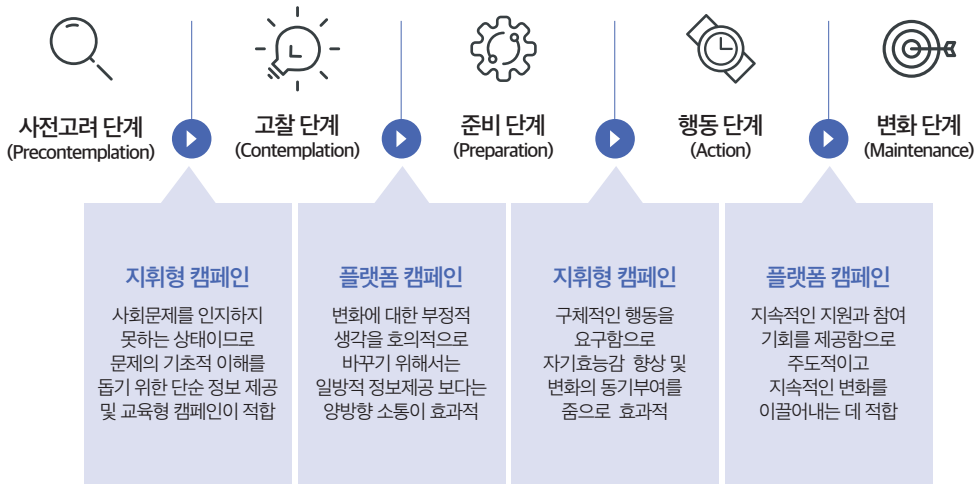 사전고려 단계
(Precontemplation)
고찰 단계
(Contemplation)
준비 단계
(Preparation)
행동 단계
(Action)
변화 단계
(Maintenance)
지휘형 캠페인
사회문제를 인지하지
못하는 상태이므로
문제의 기초적 이해를
돕기 위한 단순 정보 제공
및 교육형 캠페인이 적합
플랫폼 캠페인
변화에 대한 부정적
생각을 호의적으로
바꾸기 위해서는
일방적 정보제공 보다는
양방향 소통이 효과적
지휘형 캠페인
구체적인 행동을
요구함으로
자기효능감 향상 및
변화의 동기부여를
줌으로 효과적
플랫폼 캠페인
지속적인 지원과 참여
기회를 제공함으로
주도적이고
지속적인 변화를
이끌어내는 데 적합